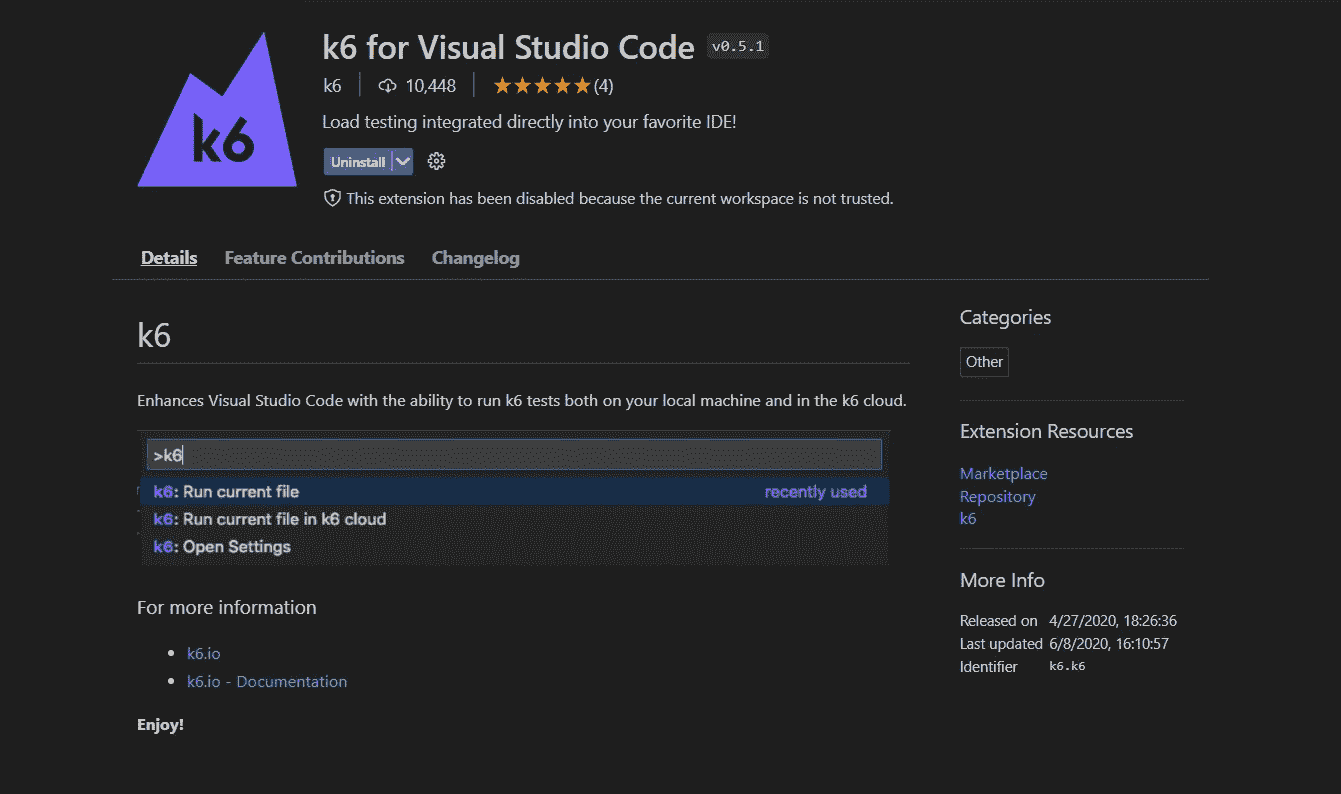 k6
k6 for Visual Studio Code v0.5.1
k6 10,448 (4)
Load testing integrated directly into your favorite IDE!
Uninstall
This extension has been disabled because the current workspace is not trusted.
Details Feature Contributions Changelog
k6
Enhances Visual Studio Code with the ability to run k6 tests both on your local machine and in the k6 cloud.
>k6
k6: Run current file recently used
k6: Run current file in k6 cloud
k6: Open Settings
For more information
k6.io
k6.io - Documentation
Enjoy!
Categories
Other
Extension Resources
Marketplace
Repository
k6
More Info
Released on 4/27/2020, 18:26:36
Last updated 6/8/2020, 16:10:57
Identifier k6.k6